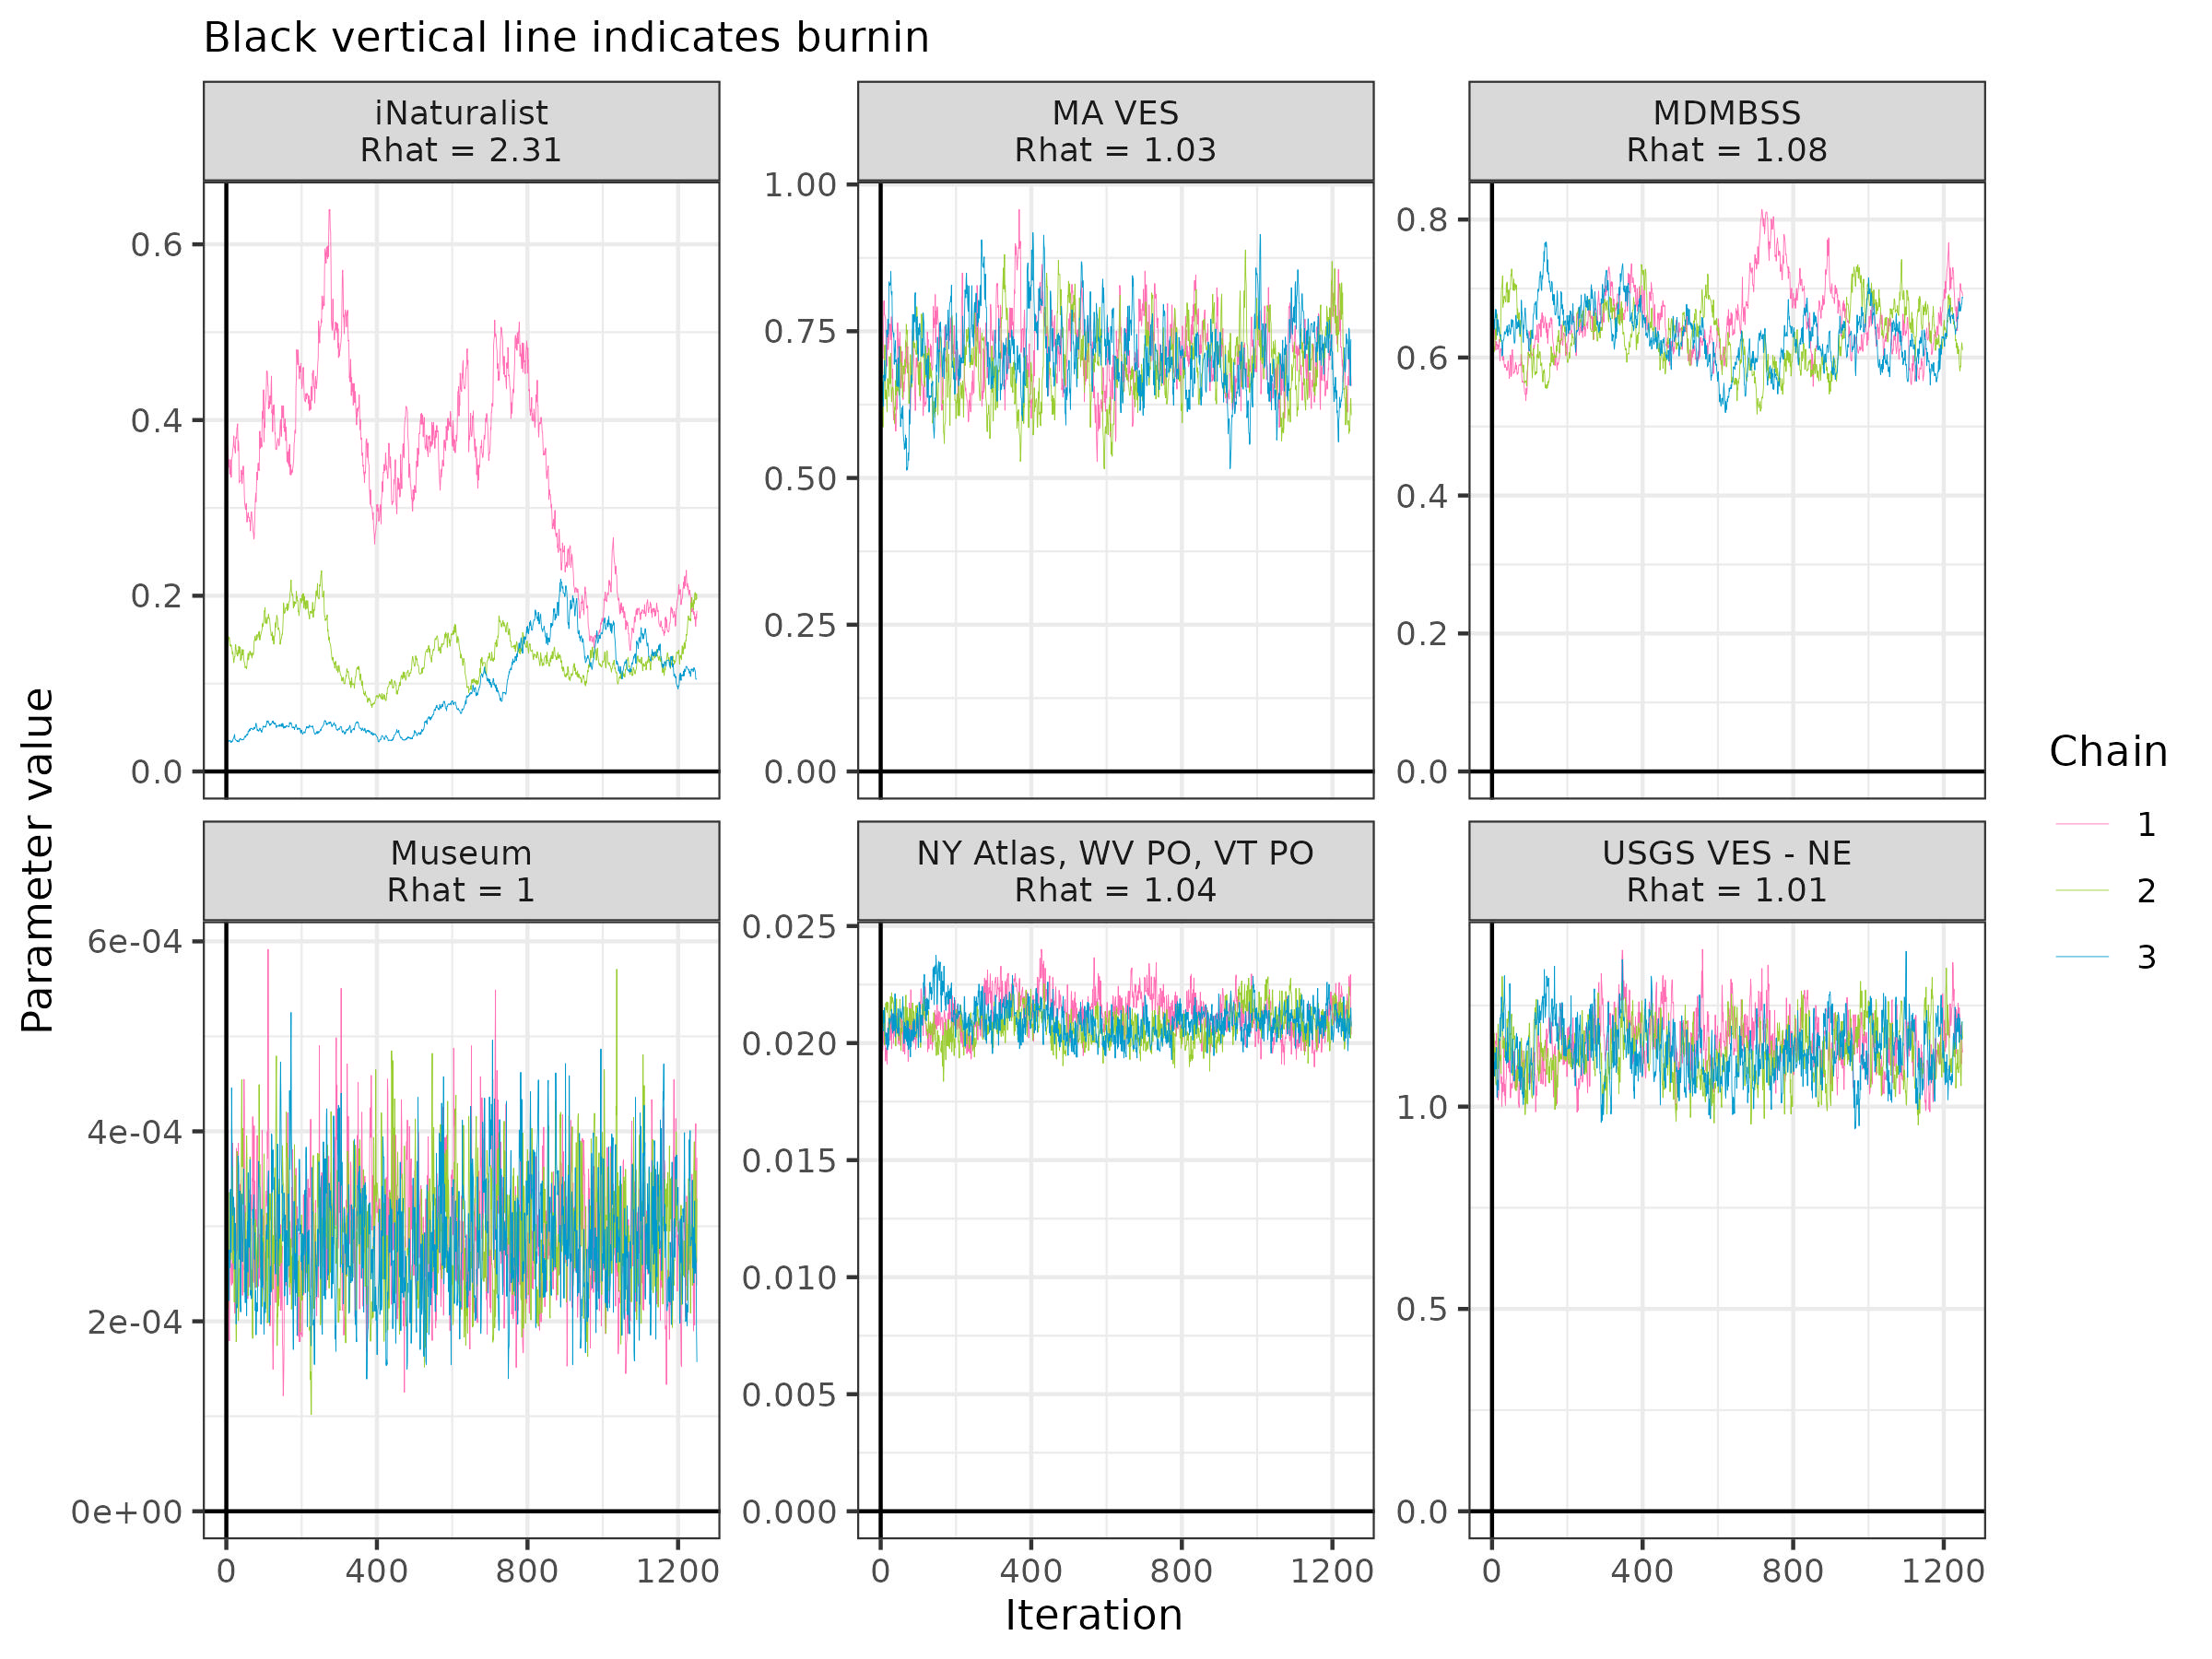 Black vertical line indicates burnin
iNaturalist
Rhat = 2.31
MA VES
Rhat = 1.03
MDMBSS
Rhat = 1.08
0.6
0.4
0.2
0.0
1.00
0.75
0.50
0.25
0.00
0.8
0.6
0.4
0.2
0.0
Museum
Rhat = 1
NY Atlas, WV PO, VT PO
Rhat = 1.04
USGS VES - NE
Rhat = 1.01
6e-04
4e-04
2e-04
0e+00
0.025
0.020
0.015
0.010
0.005
0.000
1.0
0.5
0.0
0 400 800 1200
0 400 800 1200
0 400 800 1200
Iteration
Parameter value
Chain
1
2
3